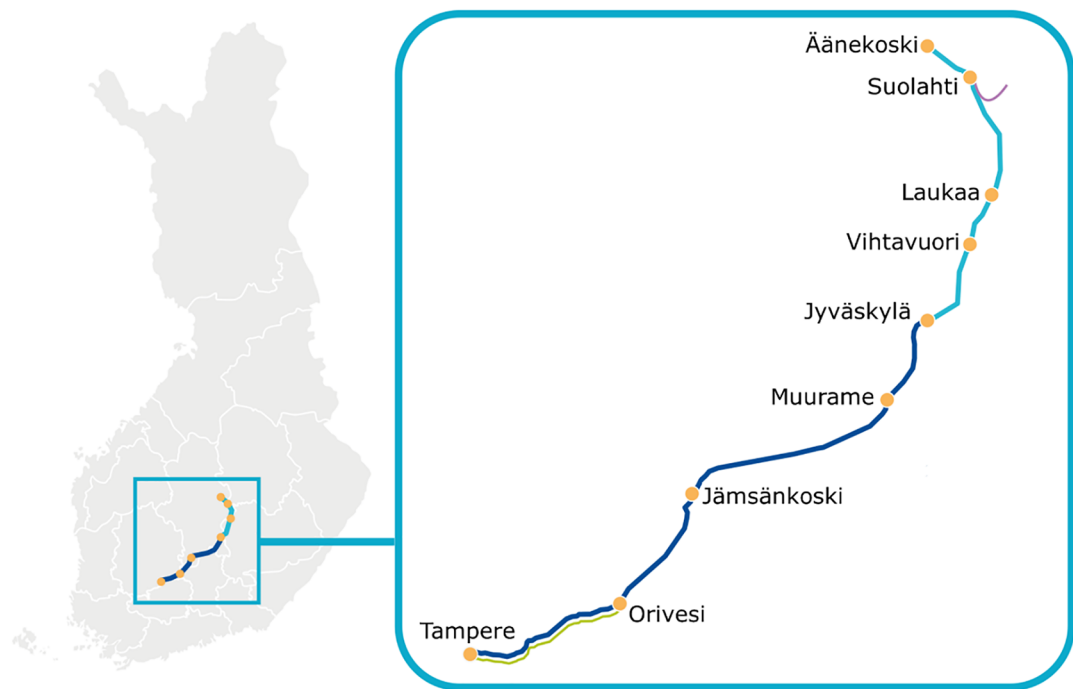 Äänekoski
Suolahti
Laukaa
Vihtavuori
Jyväskylä
Muurame
Jämsänkoski
Orivesi
Tampere